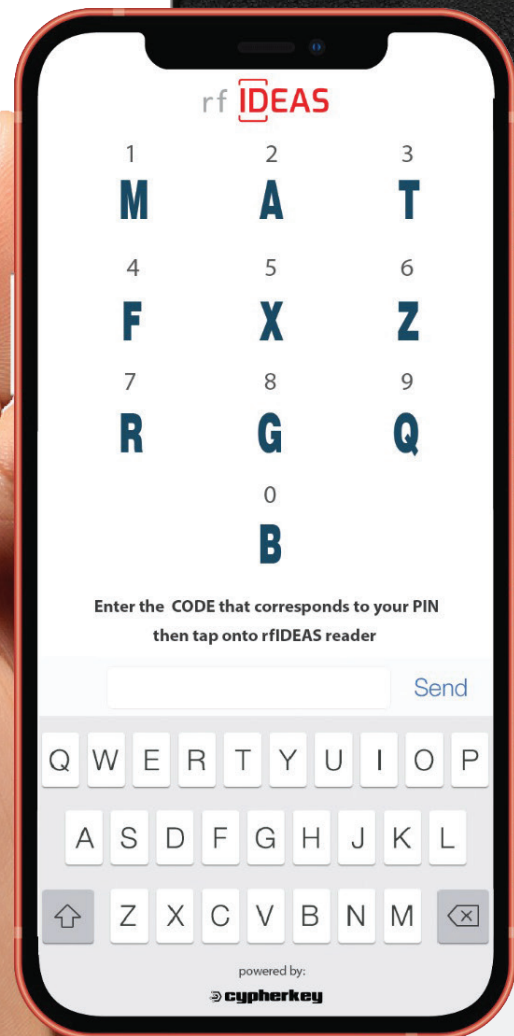 rf IDEAS
1 2 3
M A T
4 5 6
F X Z
7 8 9
R G Q
0
B
Enter the CODE that corresponds to your PIN
then tap onto rfIDEAS reader
Send
Q W E R T Y U I O P
A S D F G H J K L
Z X C V B N M
powered by:
cypherkey